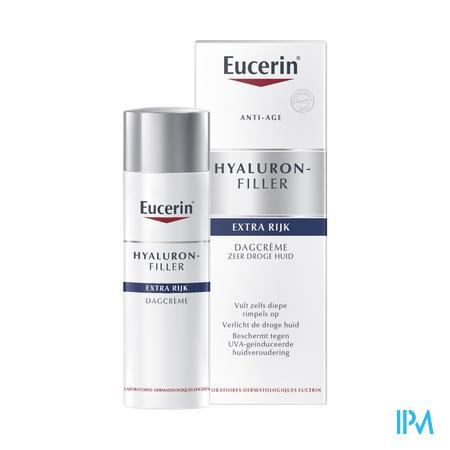 Eucerin®
ANTI-AGE
HYALURON-
FILLER
EXTRA RIJK
DAGCRÈME
ZEER DROGE HUID
Vult zelfs diepe
rimpels op
Verlicht de droge huid
Beschermt tegen
UVA-geïnduceerde
huidveroudering
ORATOIRES DERMATOLOGIQUES EUCERIN
Eucerin®
HYALURON-
FILLER
EXTRA RIJK
DAGCRÈME
LABORATOIRES DERMATOLOGIQUES EUCERIN
IPM